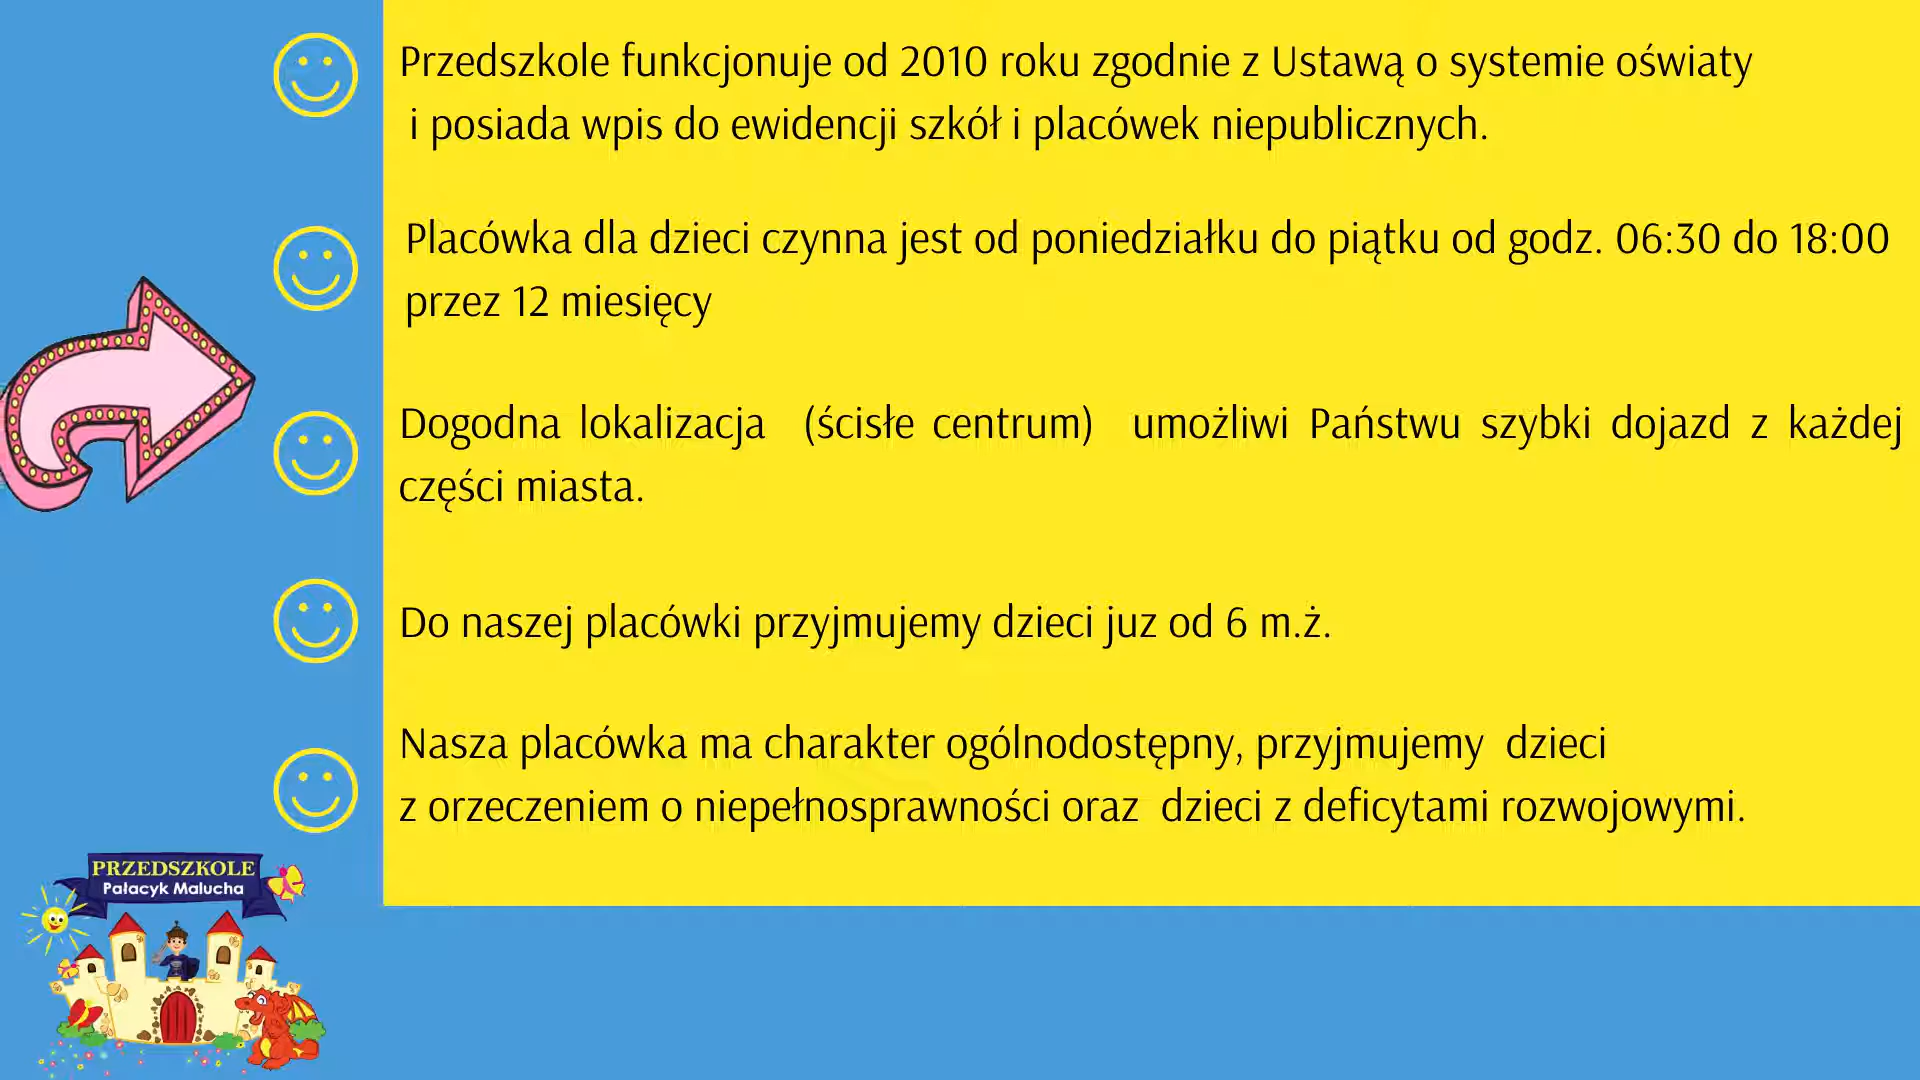 Przedszkole funkcjonuje od 2010 roku zgodnie z Ustawą o systemie oświaty
i posiada wpis do ewidencji szkół i placówek niepublicznych.
Placówka dla dzieci czynna jest od poniedziałku do piątku od godz. 06:30 do 18:00
przez 12 miesięcy
Dogodna lokalizacja (ścisłe centrum) umożliwi Państwu szybki dojazd z każdej
części miasta.
Do naszej placówki przyjmujemy dzieci juz od 6 m.ż.
Nasza placówka ma charakter ogólnodostępny, przyjmujemy dzieci
z orzeczeniem o niepełnosprawności oraz dzieci z deficytami rozwojowymi.
PRZEDSZKOLE
Pałacyk Malucha